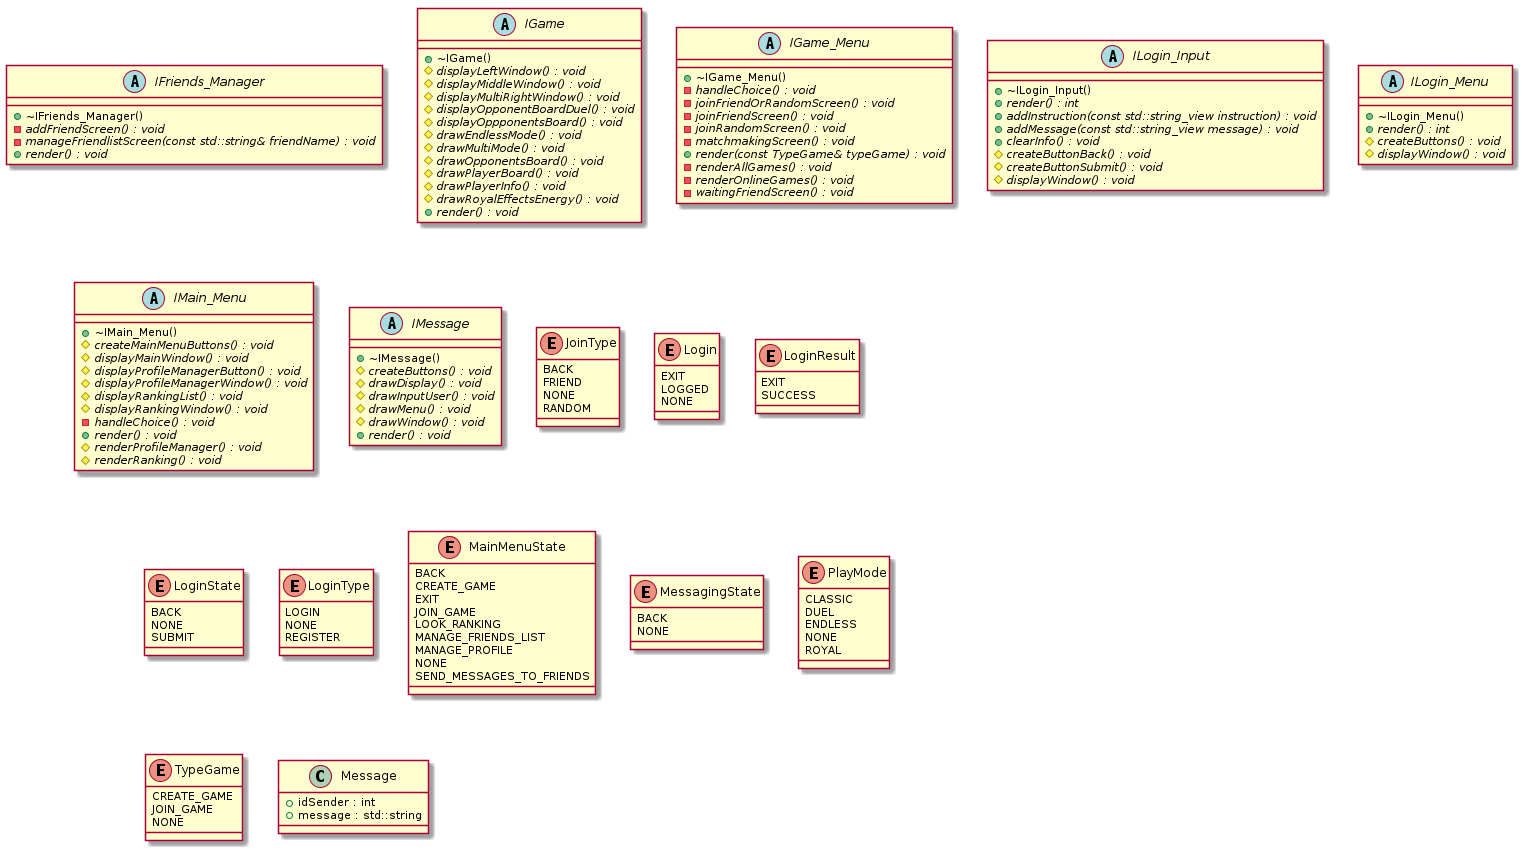 A IFriends_Manager
~IFriends_Manager()
addFriendScreen() : void
manageFriendlistScreen(const std::string& friendName) : void
render() : void
A IGame
~IGame()
displayLeftWindow() : void
displayMiddleWindow() : void
displayMultiRightWindow() : void
displayOpponentBoardDuel() : void
displayOppponentsBoard() : void
drawEndlessMode() : void
drawMultiMode() : void
drawOpponentsBoard() : void
drawPlayerBoard() : void
drawPlayerInfo() : void
drawRoyalEffectsEnergy() : void
render() : void
A IGame_Menu
~IGame_Menu()
handleChoice() : void
joinFriendOrRandomScreen() : void
joinFriendScreen() : void
joinRandomScreen() : void
matchmakingScreen() : void
render(const TypeGame& typeGame) : void
renderAllGames() : void
renderOnlineGames() : void
waitingFriendScreen() : void
A ILogin_Input
~ILogin_Input()
render() : int
addInstruction(const std::string_view instruction) : void
addMessage(const std::string_view message) : void
clearInfo() : void
createButtonBack() : void
createButtonSubmit() : void
displayWindow() : void
A ILogin_Menu
~ILogin_Menu()
render() : int
createButtons() : void
displayWindow() : void
A IMain_Menu
~IMain_Menu()
createMainMenuButtons() : void
displayMainWindow() : void
displayProfileManagerButton() : void
displayProfileManagerWindow() : void
displayRankingList() : void
displayRankingWindow() : void
handleChoice() : void
render() : void
renderProfileManager() : void
renderRanking() : void
A IMessage
~IMessage()
createButtons() : void
drawDisplay() : void
drawInputUser() : void
drawMenu() : void
drawWindow() : void
render() : void
E JoinType
BACK
FRIEND
NONE
RANDOM
E Login
EXIT
LOGGED
NONE
E LoginResult
EXIT
SUCCESS
E LoginState
BACK
NONE
SUBMIT
E LoginType
LOGIN
NONE
REGISTER
E MainMenuState
BACK
CREATE_GAME
EXIT
JOIN_GAME
LOOK_RANKING
MANAGE_FRIENDS_LIST
MANAGE_PROFILE
NONE
SEND_MESSAGES_TO_FRIENDS
E MessagingState
BACK
NONE
E PlayMode
CLASSIC
DUEL
ENDLESS
NONE
ROYAL
E TypeGame
CREATE_GAME
JOIN_GAME
NONE
C Message
idSender : int
message : std::string